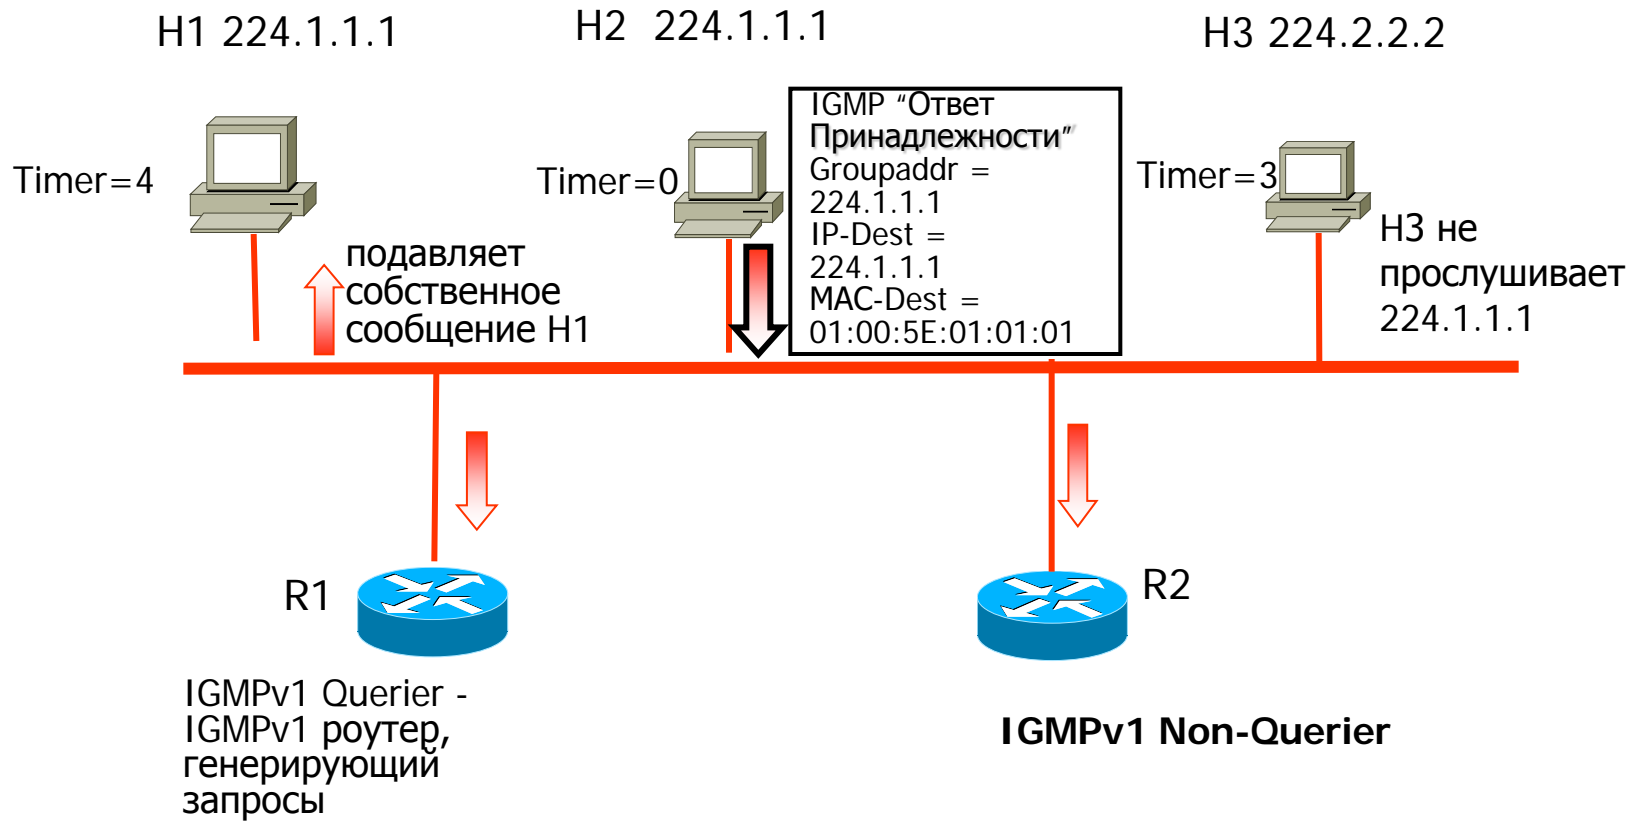 H1 224.1.1.1
H2 224.1.1.1
H3 224.2.2.2
Timer=4
Timer=0
IGMP “Ответ
Принадлежности”
Groupaddr =
224.1.1.1
IP-Dest =
224.1.1.1
MAC-Dest =
01:00:5E:01:01:01
Timer=3
H3 не
прослушивает
224.1.1.1
подавляет
собственное
сообщение H1
R1
R2
IGMPv1 Querier -
IGMPv1 роутер,
генерирующий
запросы
IGMPv1 Non-Querier